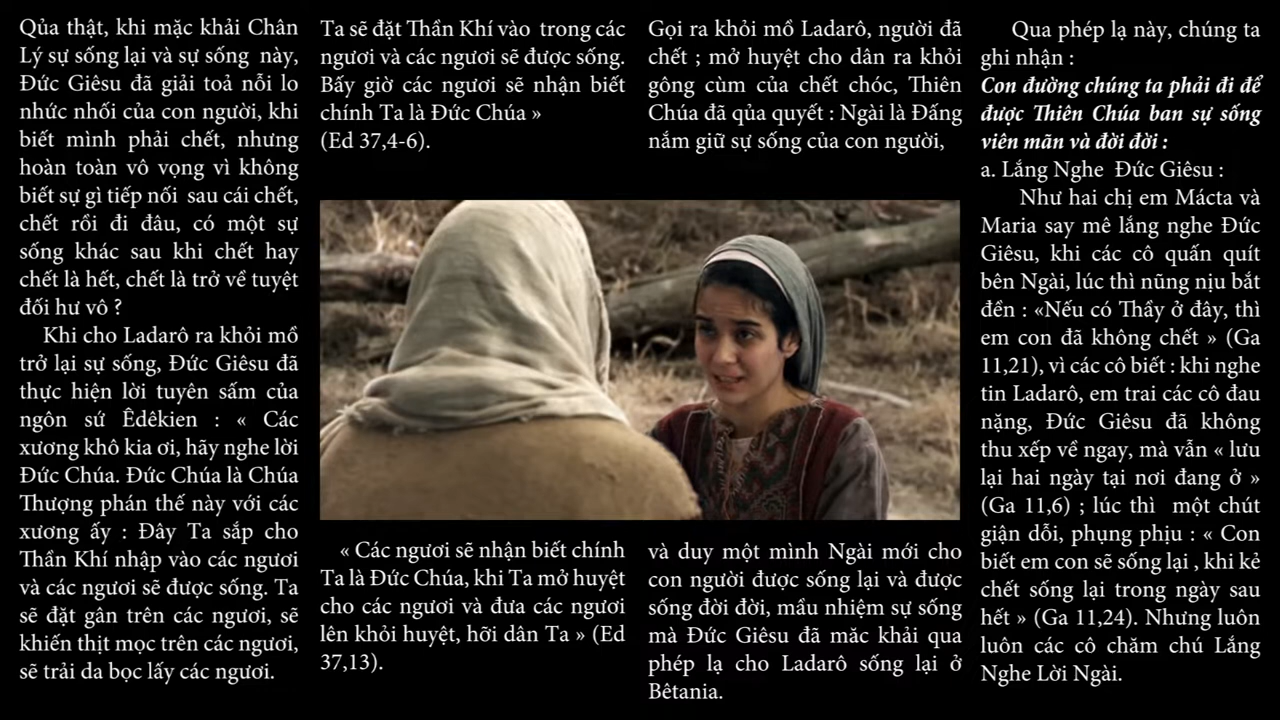 Qủa thật, khi mặc khải Chân
Lý sự sống lại và sự sống này,
Đức Giêsu đã giải toả nỗi lo
nhức nhối của con người, khi
biết mình phải chết, nhưng
hoàn toàn vô vọng vì không
biết sự gì tiếp nối sau cái chết,
chết rồi đi đâu, có một sự
sống khác sau khi chết hay
chết là hết, chết là trở về tuyệt
đối hư vô ?
Khi cho Ladarô ra khỏi mồ
trở lại sự sống, Đức Giêsu đã
thực hiện lời tuyên sấm của
ngôn sứ Êdêkien : « Các
xương khô kia ơi, hãy nghe lời
Đức Chúa. Đức Chúa là Chúa
Thượng phán thế này với các
xương ấy : Đây Ta sắp cho
Thần Khí nhập vào các ngươi
và các ngươi sẽ được sống. Ta
sẽ đặt gân trên các ngươi, sẽ
khiến thịt mọc trên các ngươi,
sẽ trải da bọc lấy các ngươi.
Ta sẽ đặt Thần Khí vào trong các
ngươi và các ngươi sẽ được sống.
Bấy giờ các ngươi sẽ nhận biết
chính Ta là Đức Chúa »
(Ed 37,4-6).
« Các ngươi sẽ nhận biết chính
Ta là Đức Chúa, khi Ta mở huyệt
cho các ngươi và đưa các ngươi
lên khỏi huyệt, hỡi dân Ta » (Ed
37,13).
Gọi ra khỏi mồ Ladarô, người đã
chết ; mở huyệt cho dân ra khỏi
gông cùm của chết chóc, Thiên
Chúa đã qủa quyết : Ngài là Đấng
nắm giữ sự sống của con người,
và duy một mình Ngài mới cho
con người được sống lại và được
sống đời đời, mầu nhiệm sự sống
mà Đức Giêsu đã măc khải qua
phép lạ cho Ladarô sống lại ở
Bêtania.
Qua phép lạ này, chúng ta
ghi nhận :
Con đường chúng ta phải đi để
được Thiên Chúa ban sự sống
viên mãn và đời đời :
a. Lắng Nghe Đức Giêsu :
Như hai chị em Mácta và
Maria say mê lắng nghe Đức
Giêsu, khi các cô quấn quít
bên Ngài, lúc thì nũng nịu bắt
đền : «Nếu có Thầy ở đây, thì
em con đã không chết » (Ga
11,21), vì các cô biết : khi nghe
tin Ladarô, em trai các cô đau
nặng, Đức Giêsu đã không
thu xếp về ngay, mà vẫn « lưu
lại hai ngày tại nơi đang ở »
(Ga 11,6) ; lúc thì một chút
giận dỗi, phụng phịu : « Con
biết em con sẽ sống lại , khi kẻ
chết sống lại trong ngày sau
hết » (Ga 11,24). Nhưng luôn
luôn các cô chăm chú Lắng
Nghe Lời Ngài.